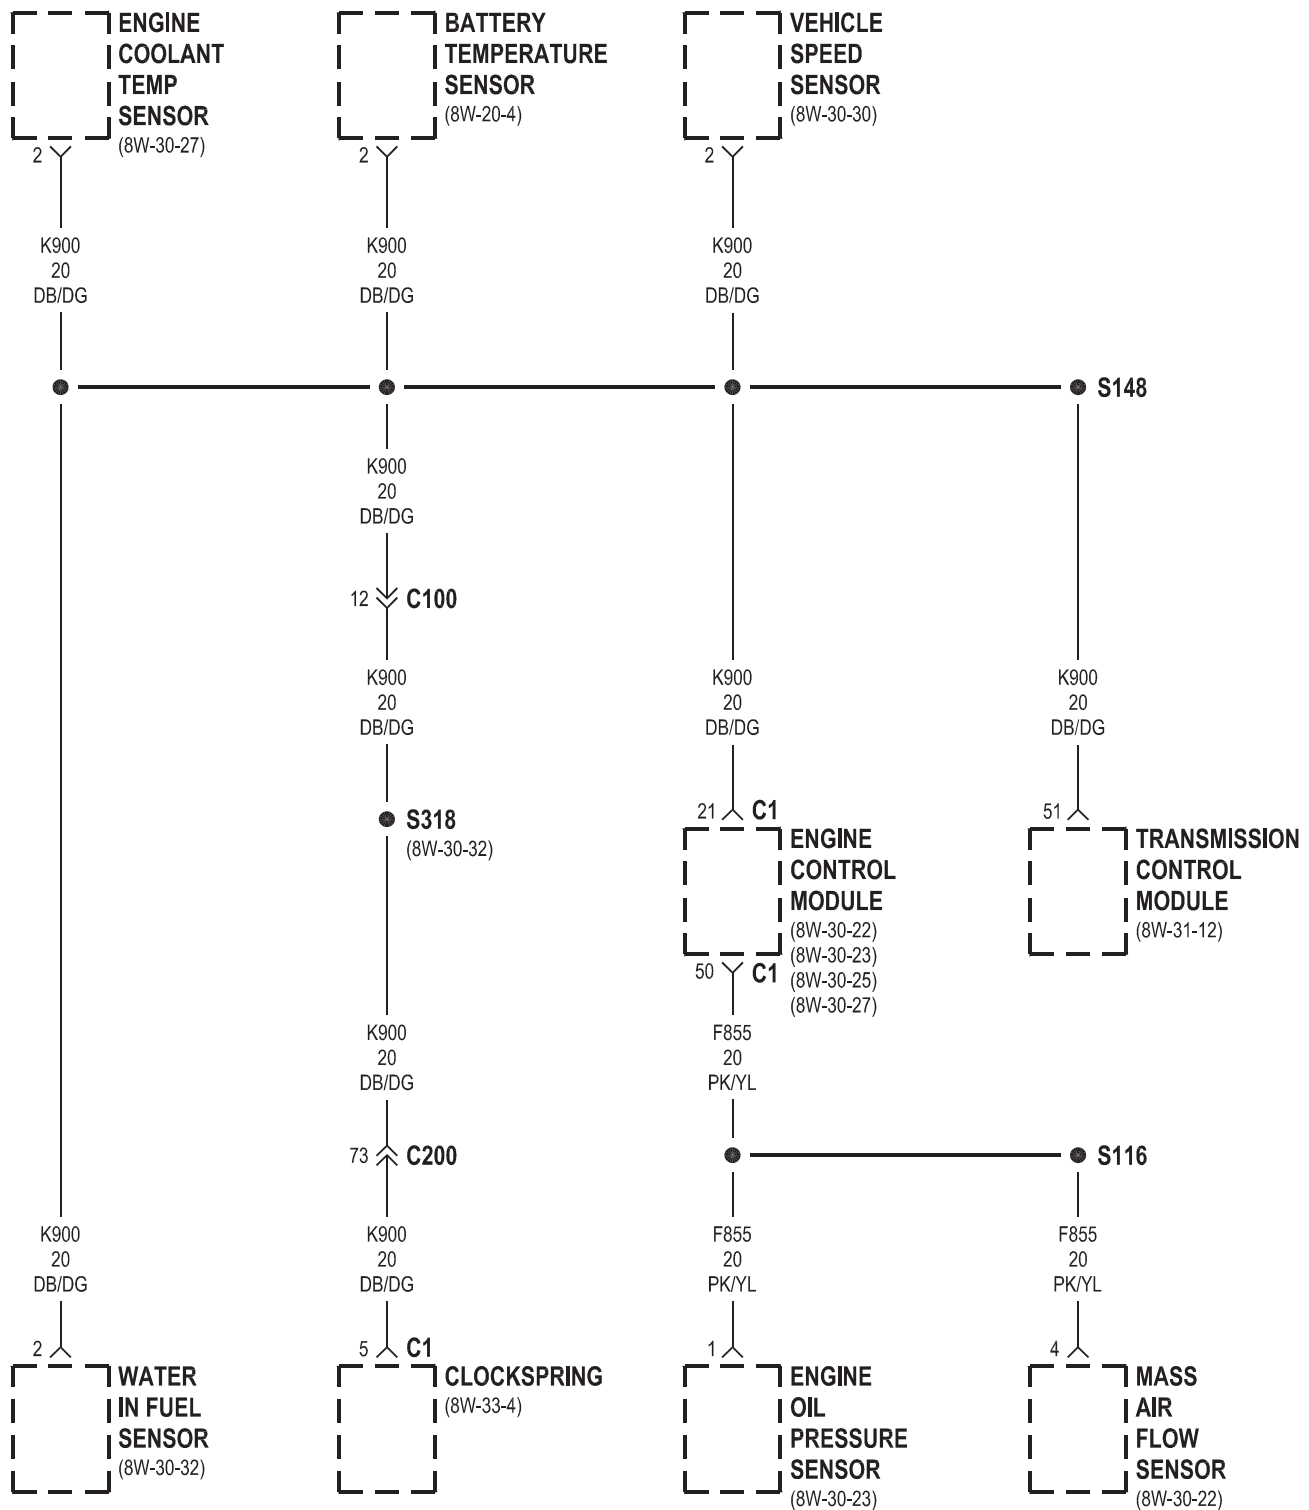 ENGINE
COOLANT
TEMP
SENSOR
(8W-30-27)
BATTERY
TEMPERATURE
SENSOR
(8W-20-4)
VEHICLE
SPEED
SENSOR
(8W-30-30)
2
2
2
K900
20
DB/DG
K900
20
DB/DG
K900
20
DB/DG
S148
K900
20
DB/DG
12
C100
K900
20
DB/DG
K900
20
DB/DG
K900
20
DB/DG
S318
(8W-30-32)
21
C1
ENGINE
CONTROL
MODULE
(8W-30-22)
(8W-30-23)
(8W-30-25)
(8W-30-27)
51
TRANSMISSION
CONTROL
MODULE
(8W-31-12)
50
C1
K900
20
DB/DG
F855
20
PK/YL
73
C200
S116
K900
20
DB/DG
K900
20
DB/DG
F855
20
PK/YL
F855
20
PK/YL
2
WATER
IN FUEL
SENSOR
(8W-30-32)
5
C1
CLOCKSPRING
(8W-33-4)
1
ENGINE
OIL
PRESSURE
SENSOR
(8W-30-23)
4
MASS
AIR
FLOW
SENSOR
(8W-30-22)